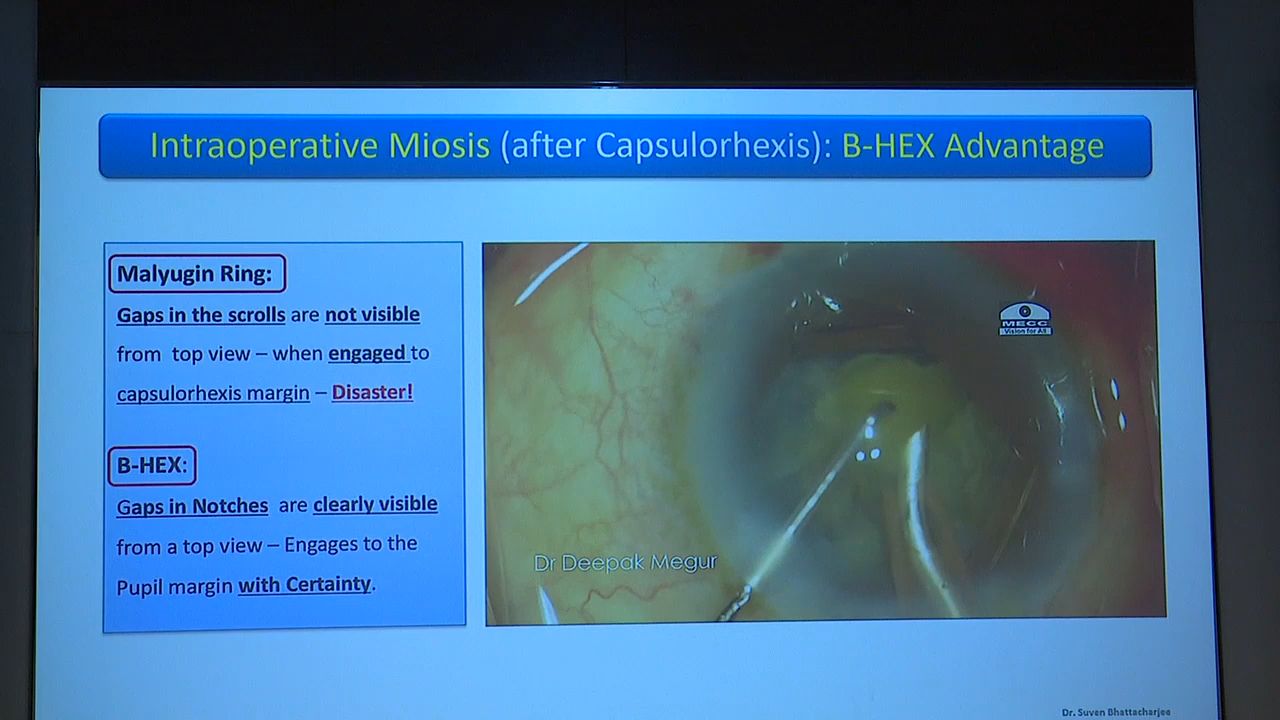 Intraoperative Miosis (after Capsulorhexis): B-HEX Advantage
Malyugin Ring:
Gaps in the scrolls are not visible
from top view – when engaged to
capsulorhexis margin – Disaster!
B-HEX:
Gaps in Notches are clearly visible
from a top view – Engages to the
Pupil margin with Certainty.
MECC
Vision for All
Dr Deepak Megur
Dr. Suven Bhattacharjee